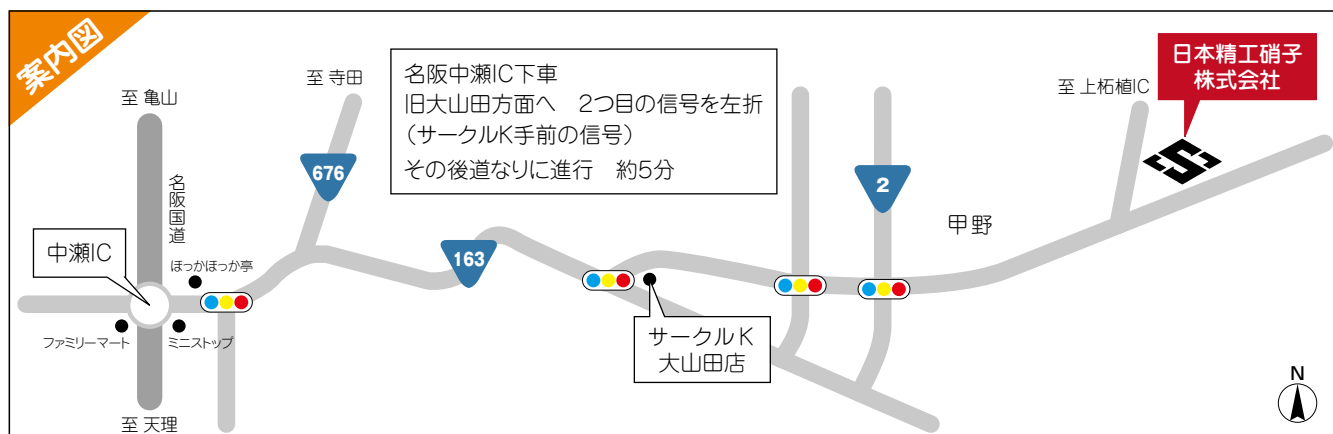 案内図
至 亀山
名阪国道
中瀬IC
ほっかほっか亭
ファミリーマート
ミニストップ
至 天理
至 寺田
676
163
名阪中瀬IC下車
旧大山田方面へ　2つ目の信号を左折
（サークルK手前の信号）
その後道なりに進行　約5分
サークルK
大山田店
2
甲野
至 上柘植IC
日本精工硝子
株式会社
N